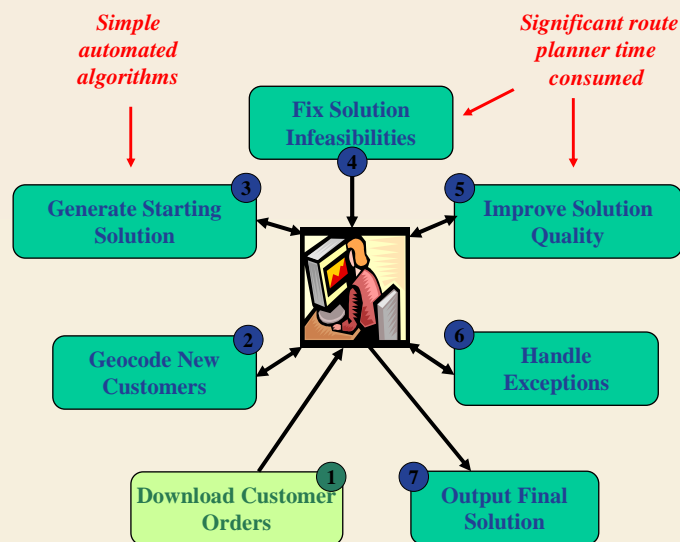 Simple
automated
algorithms
Significant route
planner time
consumed
Fix Solution
Infeasibilities
4
3
Generate Starting
Solution
5
Improve Solution
Quality
2
Geocode New
Customers
6
Handle
Exceptions
1
Download Customer
Orders
7
Output Final
Solution